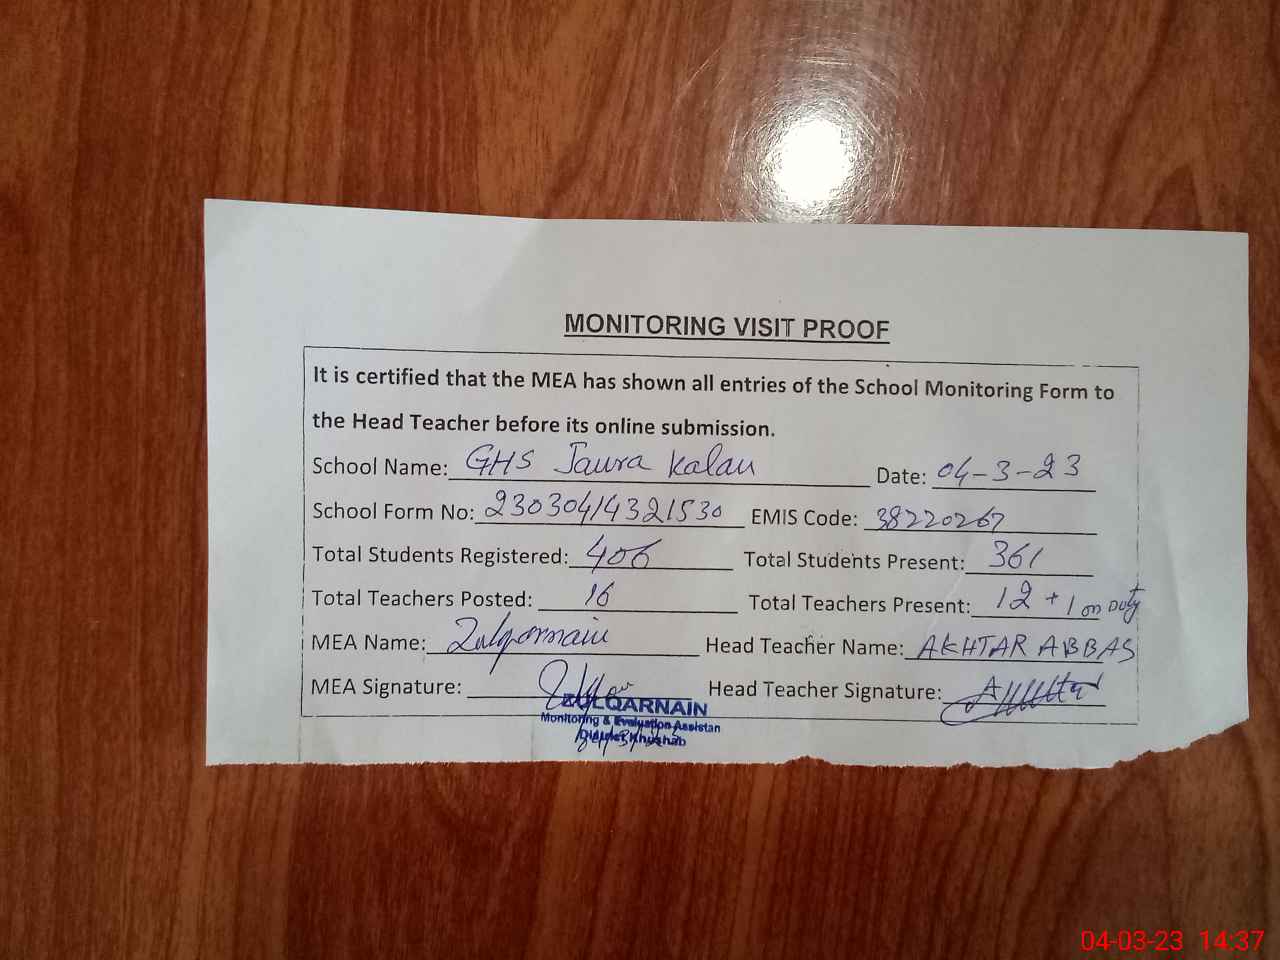 MONITORING VISIT PROOF
It is certified that the MEA has shown all entries of the School Monitoring Form to
the Head Teacher before its online submission.
School Name: GHS Jaura Kalan Date: 04-3-23
School Form No: 23030414321530 EMIS Code: 38220267
Total Students Registered: 406 Total Students Present: 361
Total Teachers Posted: 16 Total Teachers Present: 12 + 1 on Duty
MEA Name: Zulqarnain Head Teacher Name: AKHTAR ABBAS
MEA Signature: Head Teacher Signature:
ZULQARNAIN
Monitoring & Evaluation Assistan
District Khushab
04-03-23 14:37